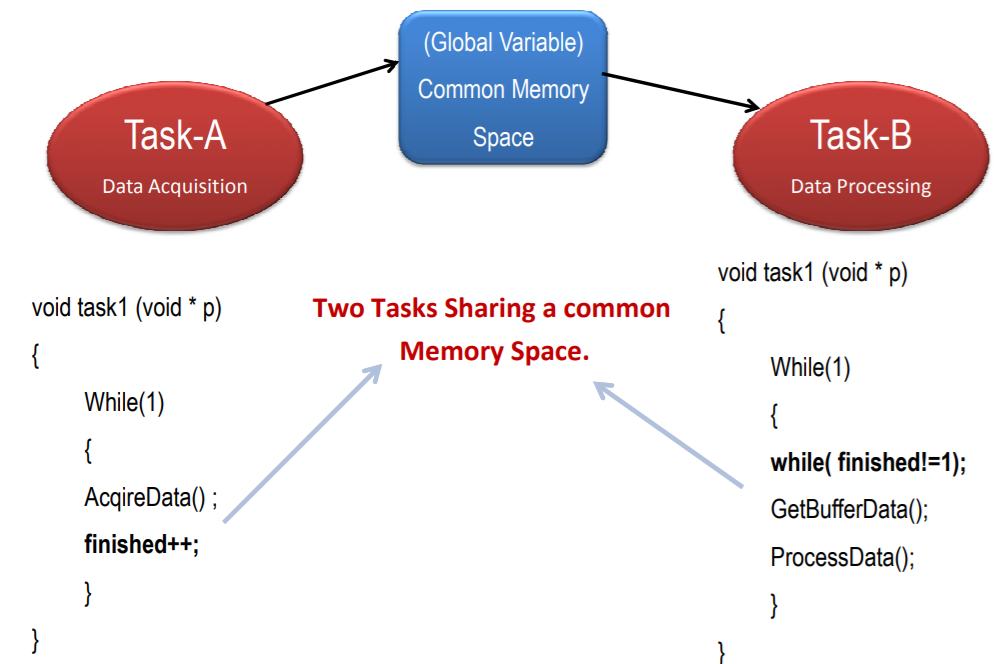 (Global Variable)
Common Memory
Space
Task-A
Data Acquisition
Task-B
Data Processing
void task1 (void * p)
{
While(1)
{
AcqireData() ;
finished++;
}
}
Two Tasks Sharing a common
Memory Space.
void task1 (void * p)
{
While(1)
{
while( finished!=1);
GetBufferData();
ProcessData();
}
}